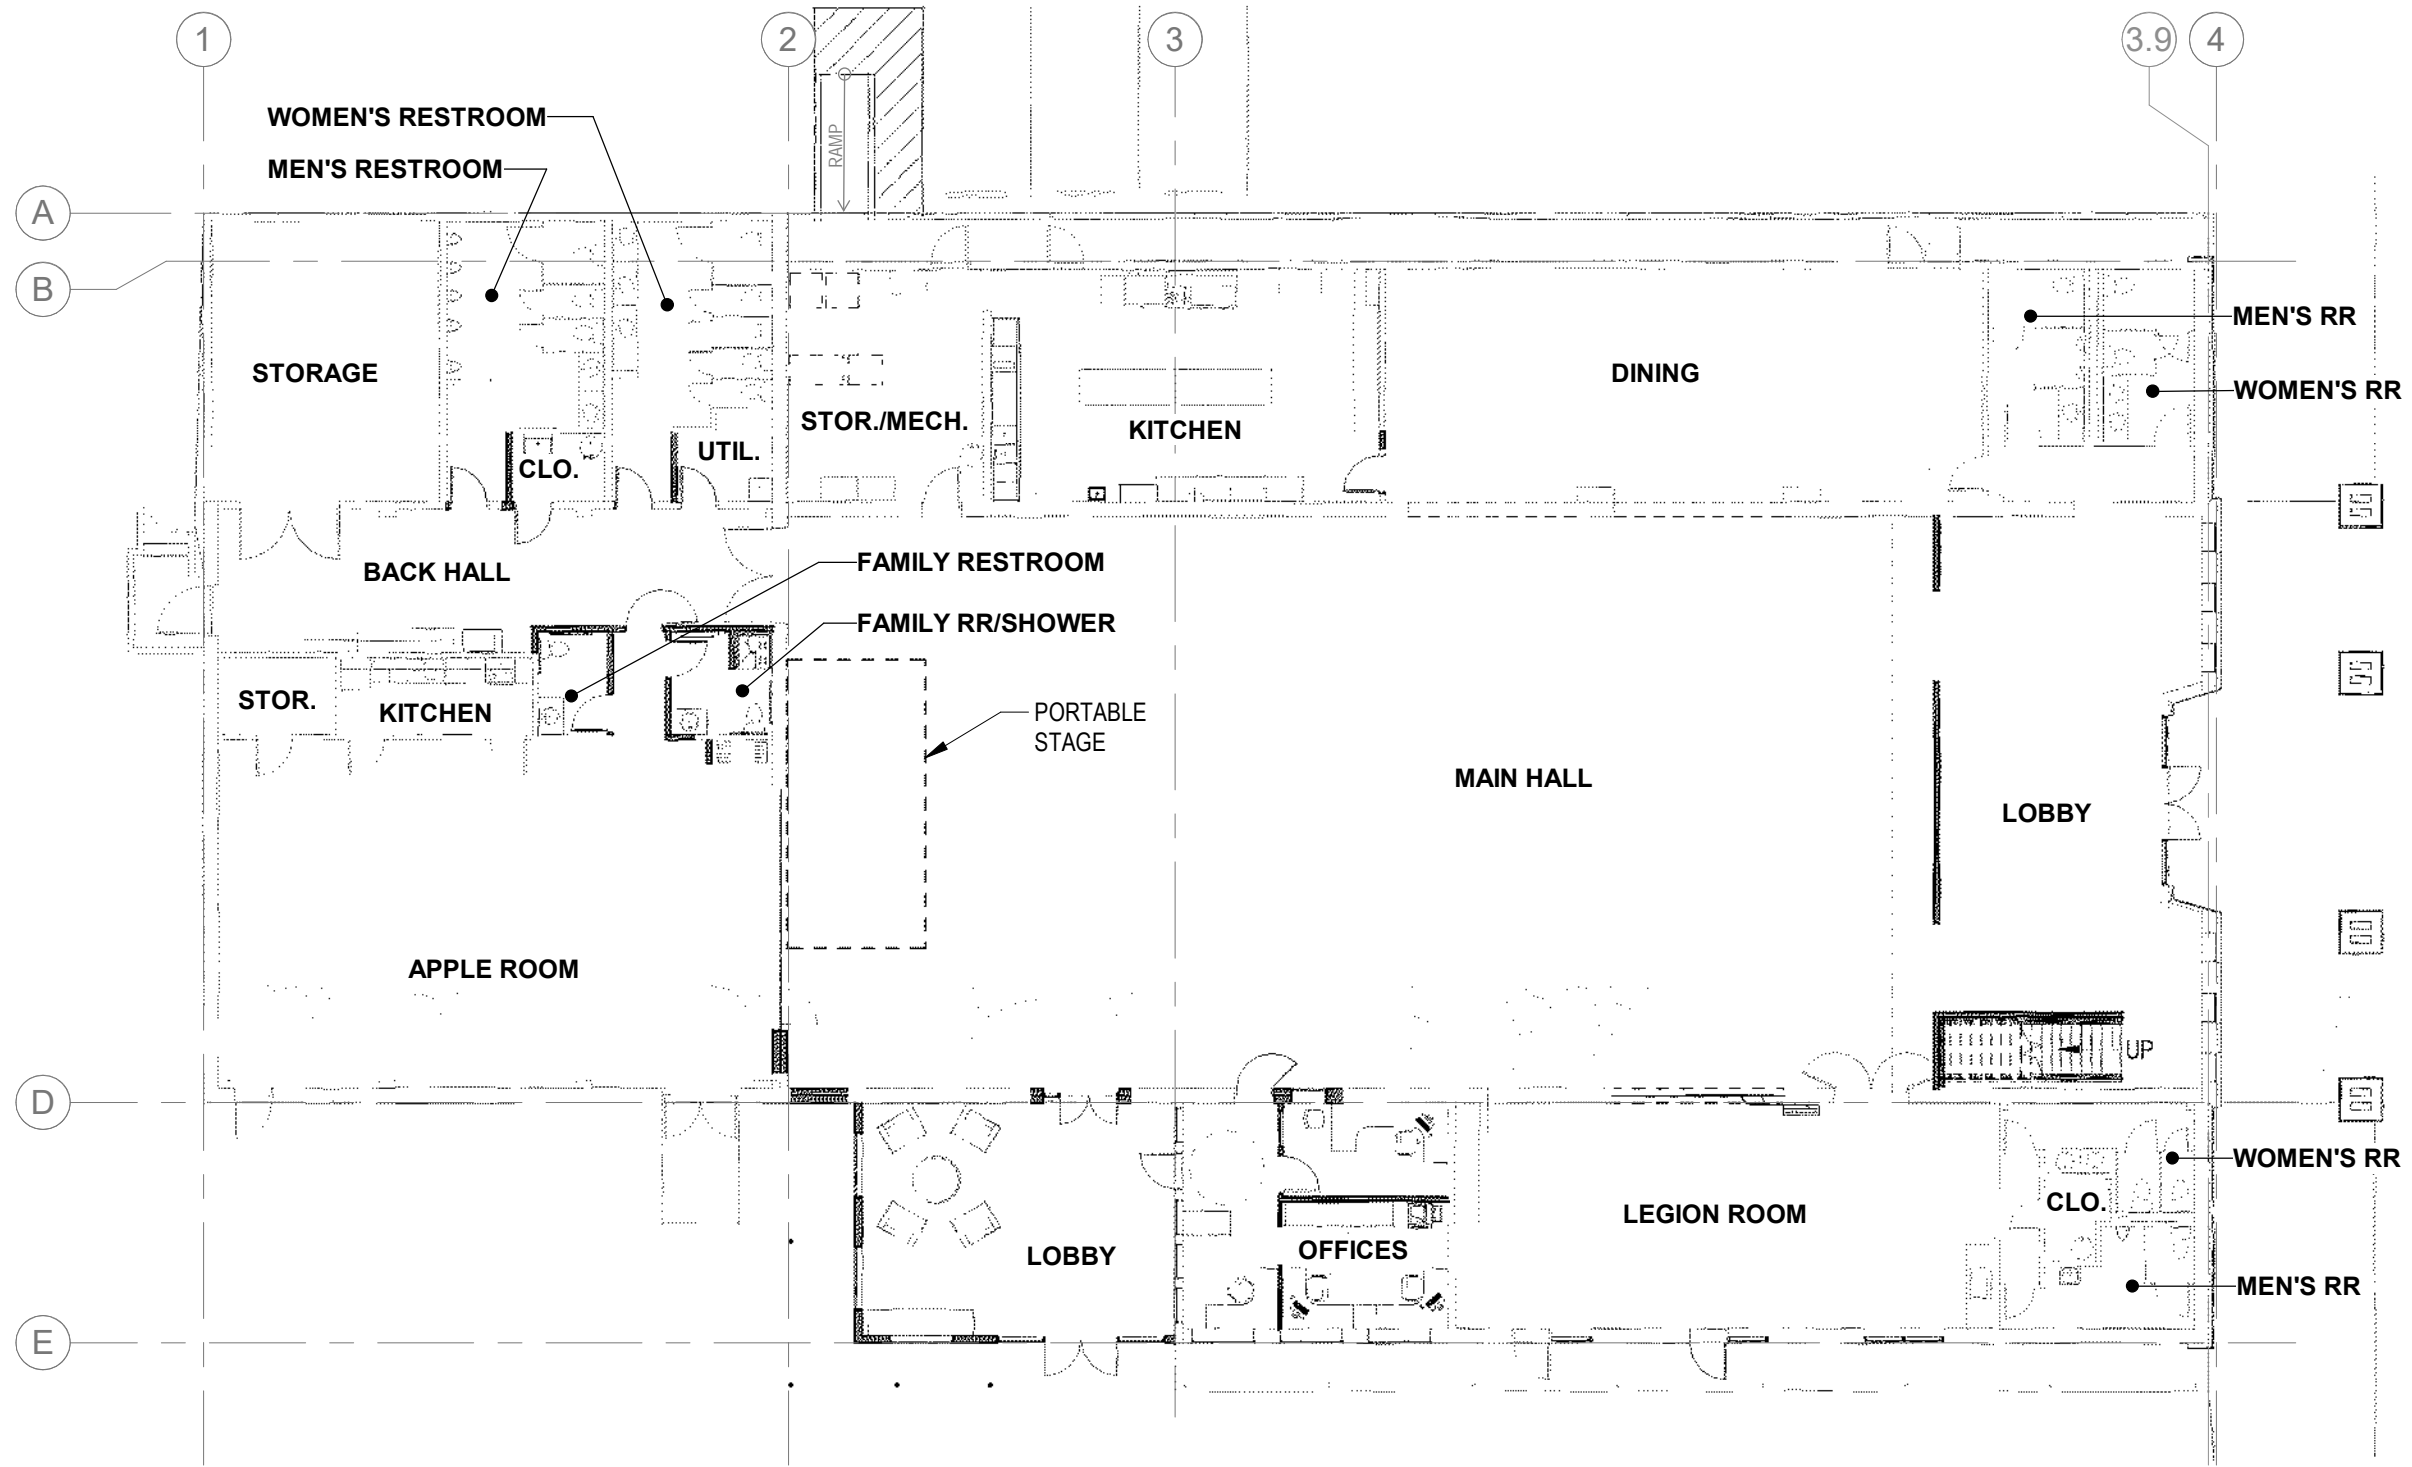 1
2
3
3.9
4
WOMEN'S RESTROOM
MEN'S RESTROOM
RAMP
A
B
MEN'S RR
STORAGE
DINING
WOMEN'S RR
STOR./MECH.
KITCHEN
UTIL.
CLO.
BACK HALL
FAMILY RESTROOM
FAMILY RR/SHOWER
STOR.
KITCHEN
PORTABLE
STAGE
MAIN HALL
LOBBY
APPLE ROOM
UP
D
WOMEN'S RR
CLO.
LEGION ROOM
OFFICES
LOBBY
MEN'S RR
E